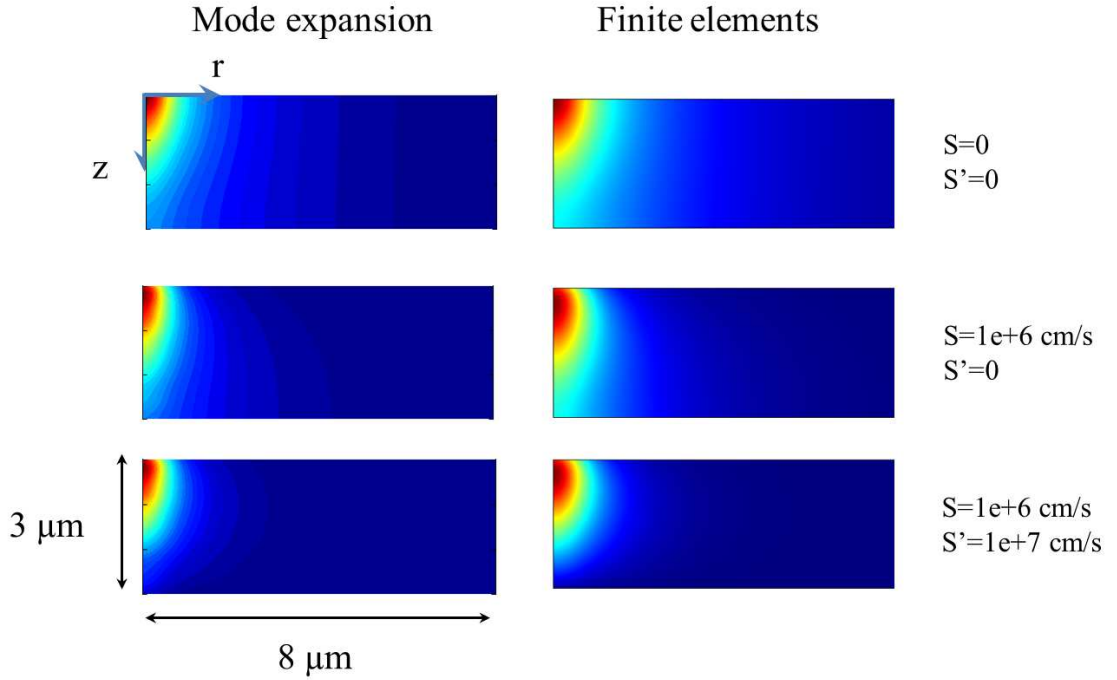 Mode expansion
Finite elements
r
z
S=0
S’=0
S=1e+6 cm/s
S’=0
S=1e+6 cm/s
S’=1e+7 cm/s
3 μm
8 μm